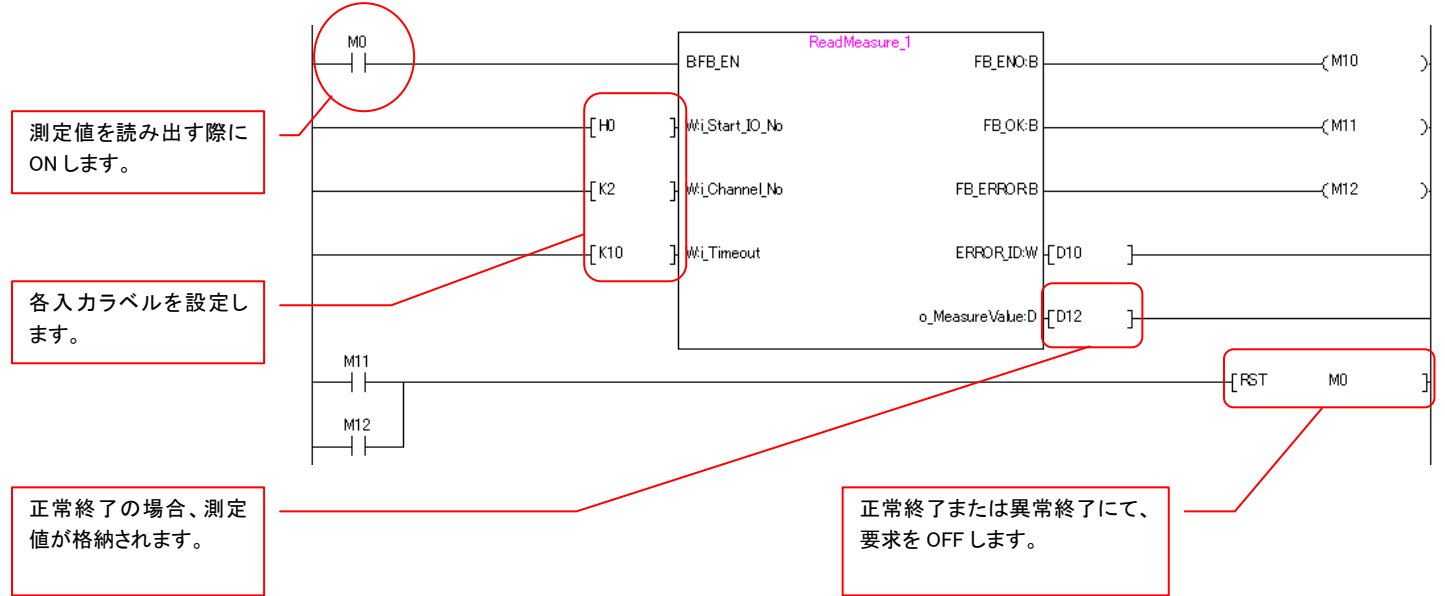 M0
ReadMeasure_1
B:FB_EN
FB_ENO:B
M10
測定値を読み出す際に
ONします。
H0
W:i_Start_IO_No
FB_OK:B
M11
K2
W:i_Channel_No
FB_ERROR:B
M12
K10
W:i_Timeout
ERROR_ID:W
D10
各入力ラベルを設定し
ます。
o_MeasureValue:D
D12
M11
RST M0
M12
正常終了の場合、測定
値が格納されます。
正常終了または異常終了にて、
要求を OFF します。